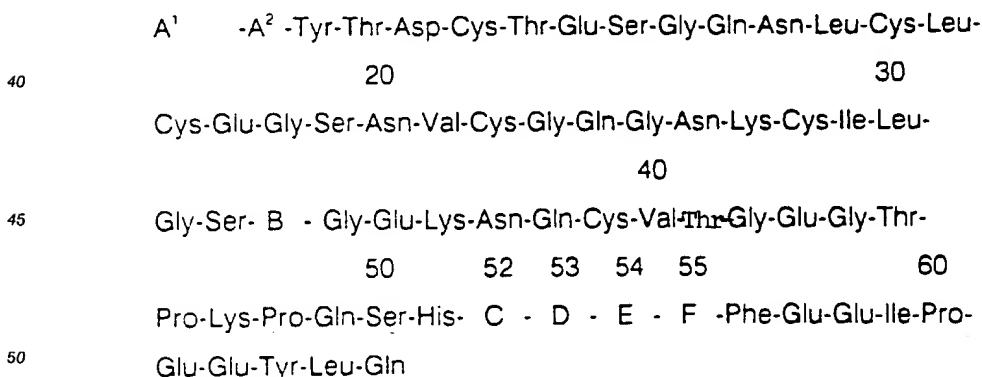 A¹ -A² -Tyr-Thr-Asp-Cys-Thr-Glu-Ser-Gly-Gln-Asn-Leu-Cys-Leu-
40 20 30
Cys-Glu-Gly-Ser-Asn-Val-Cys-Gly-Gln-Gly-Asn-Lys-Cys-Ile-Leu-
40
45 Gly-Ser- B - Gly-Glu-Lys-Asn-Gln-Cys-Val-Thr-Gly-Glu-Gly-Thr-
50 52 53 54 55 60
Pro-Lys-Pro-Gln-Ser-His- C - D - E - F -Phe-Glu-Glu-Ile-Pro-
50 Glu-Glu-Tyr-Leu-Gln